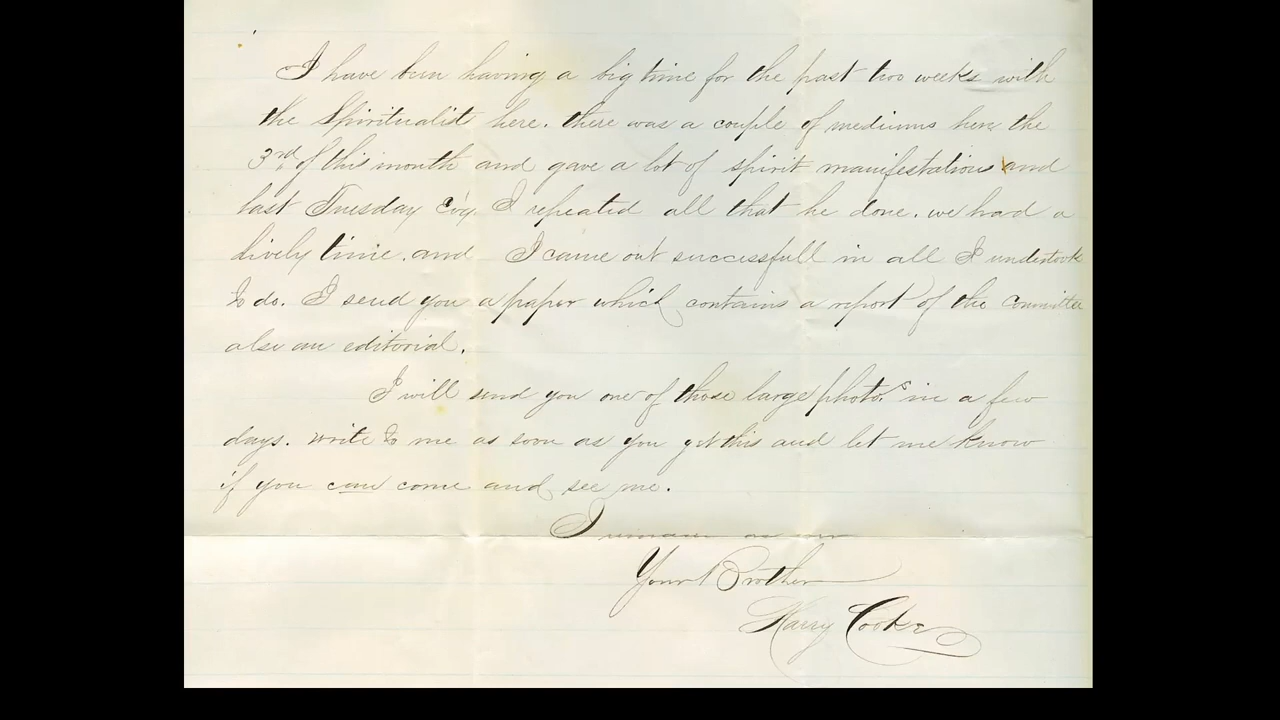 I have been having a big time for the past two weeks with
the Spiritualist here. there was a couple of mediums here the
3rd of this month and gave a lot of spirit manifestation and
last Tuesday Evg. I repeated all that he done. we had a
lively time. and I came out successfull in all I undertook
to do. I send you a paper which contains a report of the Committee
also an editorial.
I will send you one of those large photo.s in a few
days. write to me as soon as you get this and let me know
if you can come and see me.
I remain as ever
Your Brother
Harry Cooke